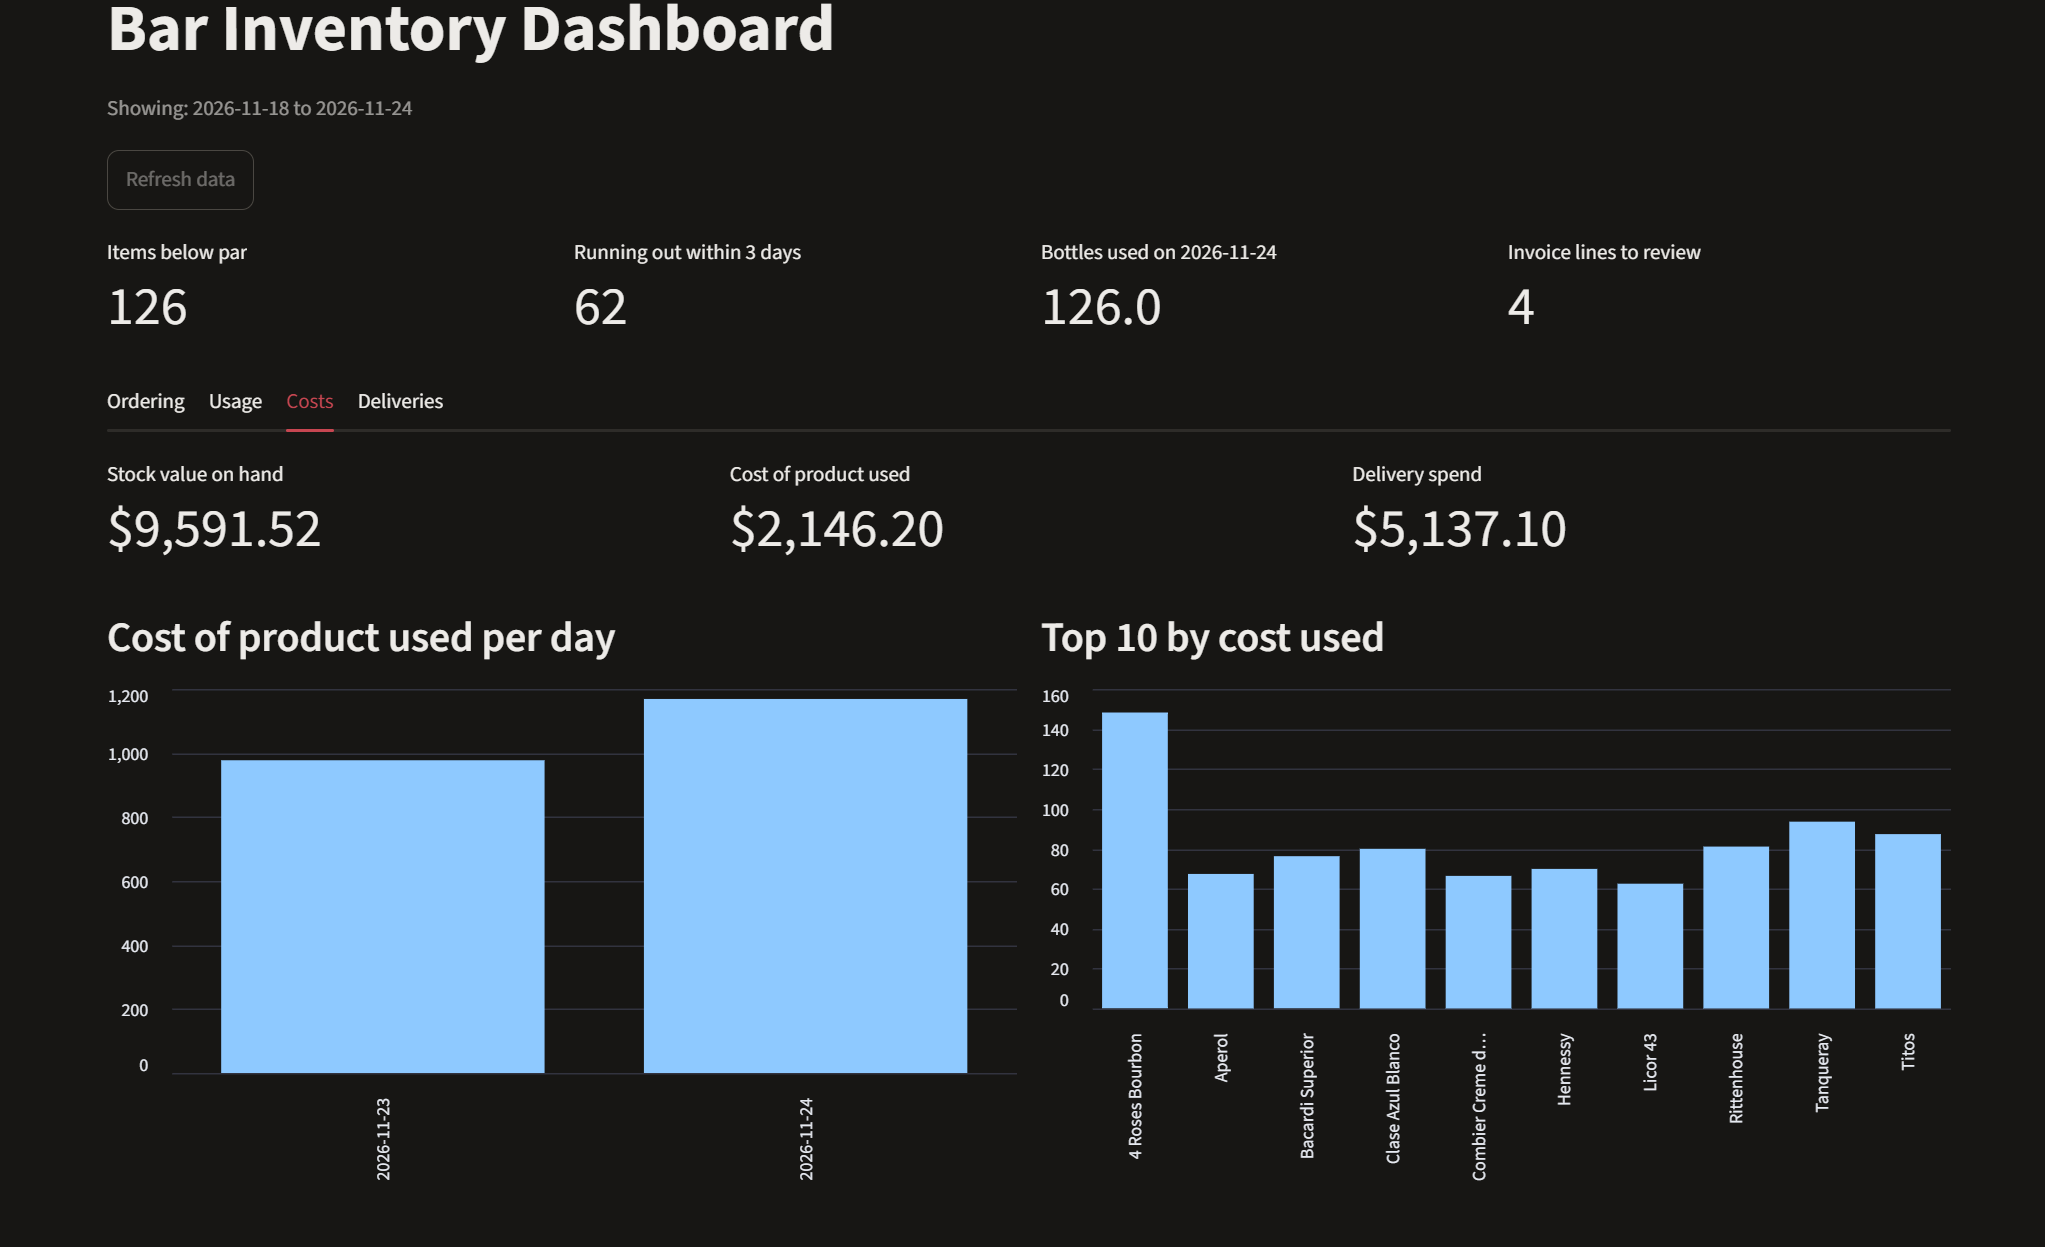 Bar Inventory Dashboard
Showing: 2026-11-18 to 2026-11-24
Refresh data
Items below par
126
Running out within 3 days
62
Bottles used on 2026-11-24
126.0
Invoice lines to review
4
Ordering Usage Costs Deliveries
Stock value on hand
$9,591.52
Cost of product used
$2,146.20
Delivery spend
$5,137.10
Cost of product used per day
1,200
1,000
800
600
400
200
0
2026-11-23
2026-11-24
Top 10 by cost used
160
140
120
100
80
60
40
20
0
4 Roses Bourbon
Aperol
Bacardi Superior
Clase Azul Blanco
Combier Creme d...
Hennessy
Licor 43
Rittenhouse
Tanqueray
Titos